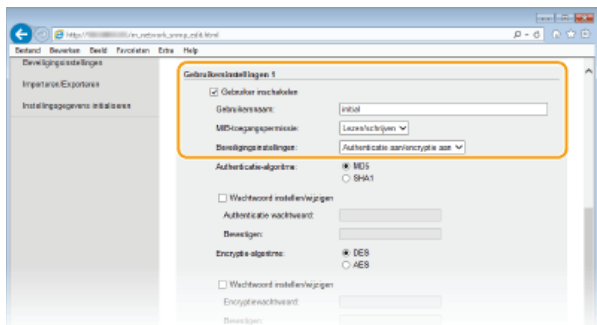 /m_network_snmp_edit.html
Bestand Bewerken Beeld Favorieten Extra Help
Beveiligingsinstellingen
Importeren/Exporteren
Instellingsgegevens initialiseren
Gebruikersinstellingen 1
Gebruiker inschakelen
Gebruikersnaam: initial
MIB-toegangspermissie: Lezen/schrijven
Beveiligingsinstellingen: Authenticatie aan/encryptie aan
Authenticatie-algoritme: MD5
SHA1
Wachtwoord instellen/wijzigen
Authenticatie wachtwoord:
Bevestigen:
Encryptie-algoritme: DES
AES
Wachtwoord instellen/wijzigen
Encryptiewachtwoord:
Bevestigen: